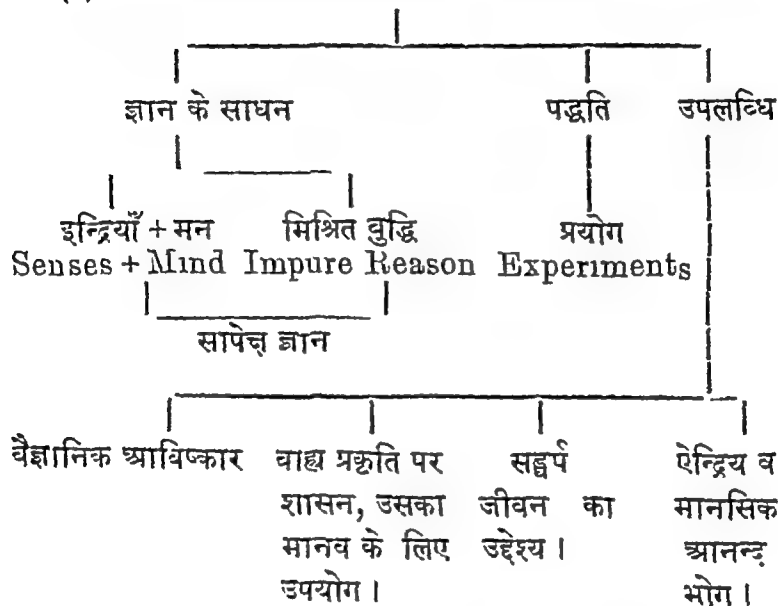 ज्ञान के साधन पद्धति उपलब्धि
इन्द्रियाँ + मन मिश्रित बुद्धि प्रयोग
Senses + Mind Impure Reason Experiments
सापेक्ष ज्ञान
वैज्ञानिक आविष्कार वाह्य प्रकृति पर सङ्घर्ष ऐन्द्रिय व
शासन, उसका जीवन का मानसिक
मानव के लिए उद्देश्य । आनन्द
उपयोग । भोग ।